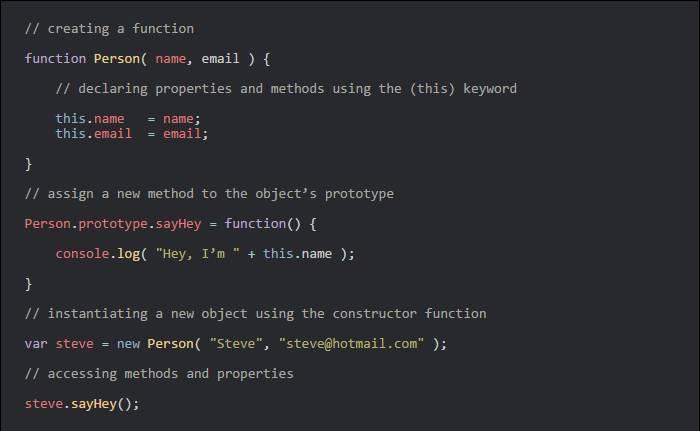 // creating a function
function Person( name, email ) {
// declaring properties and methods using the (this) keyword
this.name   = name;
this.email  = email;
}
// assign a new method to the object’s prototype
Person.prototype.sayHey = function() {
console.log( "Hey, I’m " + this.name );
}
// instantiating a new object using the constructor function
var steve = new Person( "Steve", "steve@hotmail.com" );
// accessing methods and properties
steve.sayHey();